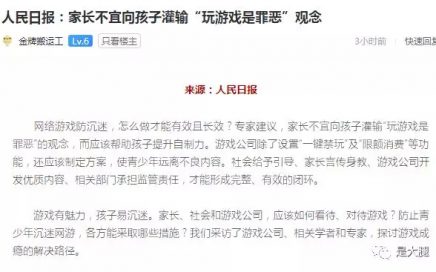 人民日报：家长不宜向孩子灌输“玩游戏是罪恶”观念
金牌搬运工 Lv.6 只看楼主 3小时前 快速回复
来源：人民日报
网络游戏防沉迷，怎么做才能有效且长效？专家建议，家长不宜向孩子灌输“玩游戏是
罪恶”的观念，而应该帮助孩子提升自制力。游戏公司除了设置“一键禁玩”及“限额消费”等功
能，还应该制定方案，使青少年远离不良内容。社会给予引导、家长言传身教、游戏公司开
发优质内容、相关部门承担监管责任，才能形成完整、有效的闭环。
游戏有魅力，孩子易沉迷。家长、社会和游戏公司，应该如何看待、对待游戏？防止青
少年沉迷网游，各方能采取哪些措施？我们采访了游戏公司、相关学者和专家，探讨游戏成
瘾的解决路径。
是大腿